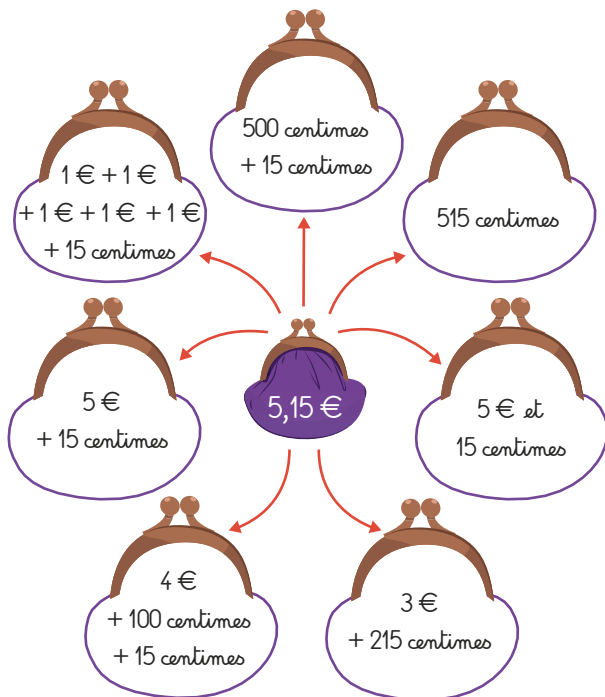 500 centimes
+ 15 centimes
1 € + 1 €
+ 1 € + 1 € + 1 €
+ 15 centimes
515 centimes
5 €
+ 15 centimes
5,15 €
5 € et
15 centimes
4 €
+ 100 centimes
+ 15 centimes
3 €
+ 215 centimes